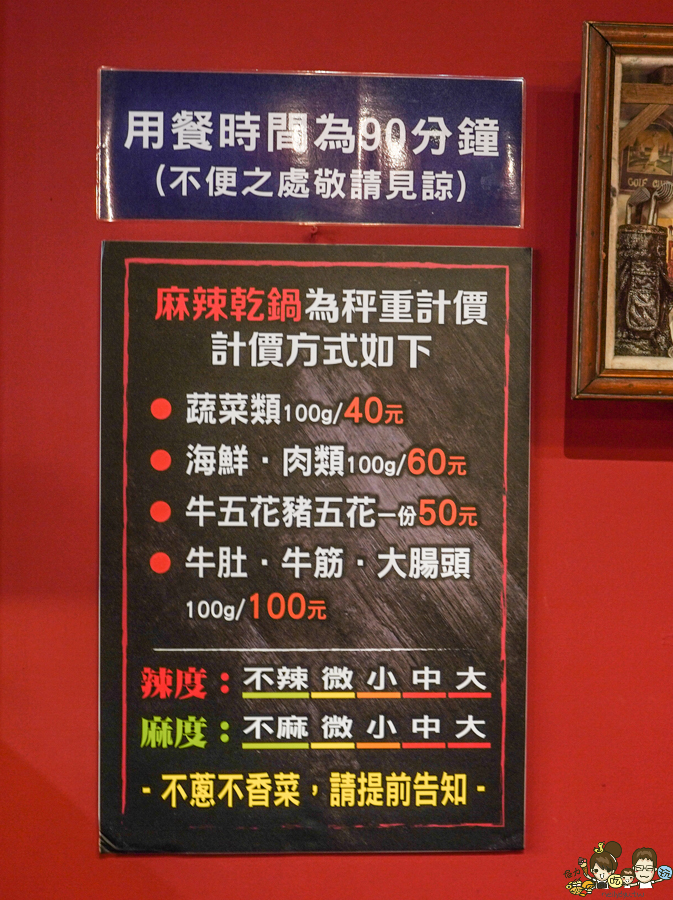 用餐時間為90分鐘
(不便之處敬請見諒)
麻辣乾鍋為秤重計價
計價方式如下
蔬菜類100g/40元
海鮮・肉類100g/60元
牛五花豬五花一份50元
牛肚・牛筋・大腸頭
100g/100元
辣度：不辣 微 小 中 大
麻度：不麻 微 小 中 大
-不蔥不香菜，請提前告知-
GOLF